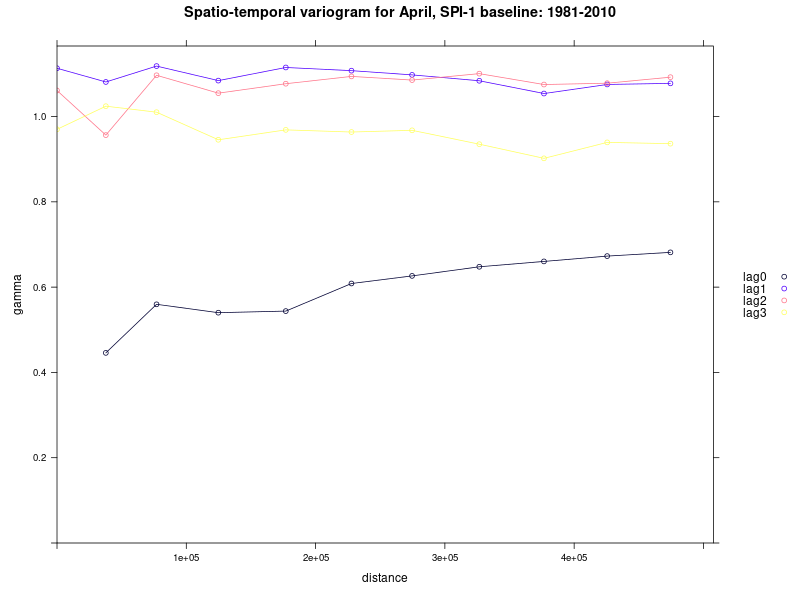 Spatio-temporal variogram for April, SPI-1 baseline: 1981-2010
1.0
0.8
0.6
0.4
0.2
gamma
1e+05
2e+05
3e+05
4e+05
distance
lag0
lag1
lag2
lag3